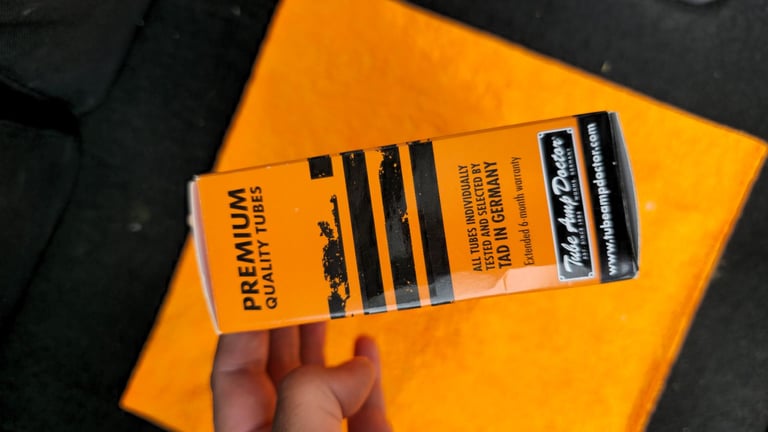 PREMIUM
QUALITY TUBES
ALL TUBES INDIVIDUALLY
TESTED AND SELECTED BY
TAD IN GERMANY
Extended 6-month warranty
Tube Amp Doctor
www.tubeampdoctor.com